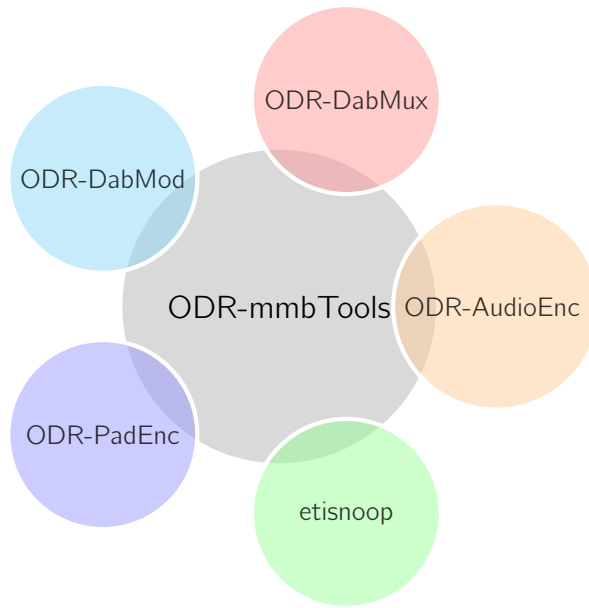 ODR-DabMux
ODR-DabMod
ODR-mmbTools
ODR-AudioEnc
ODR-PadEnc
etisnoop